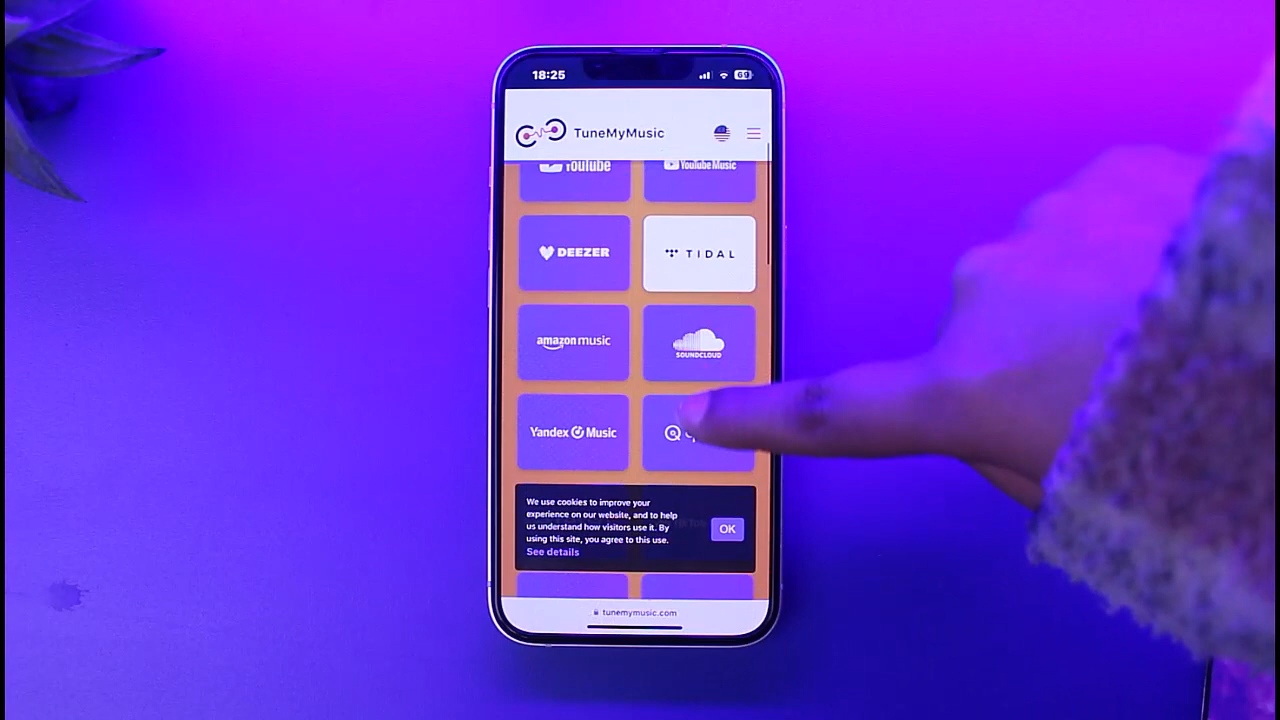 18:25
69
TuneMyMusic
YouTube
YouTube Music
DEEZER
TIDAL
amazon music
SOUNDCLOUD
Yandex Music
We use cookies to improve your
experience on our website, and to help
us understand how visitors use it. By
using this site, you agree to this use.
See details
OK
tunemymusic.com